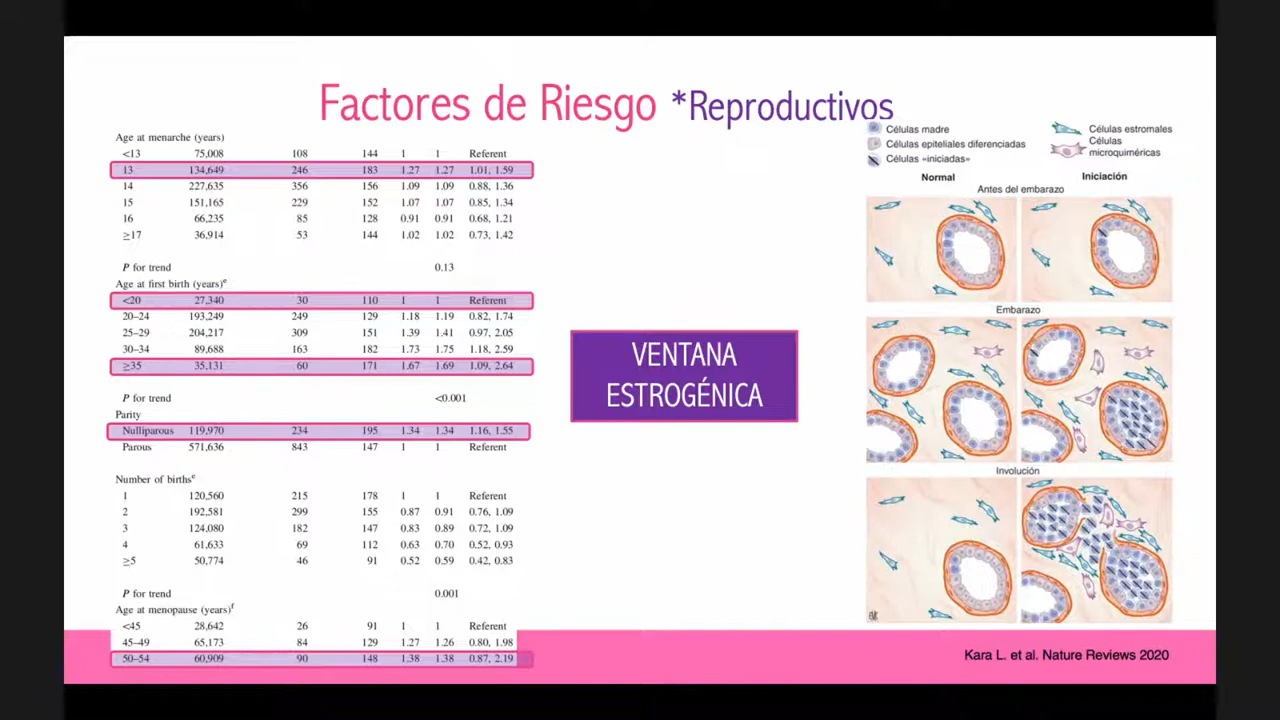 Factores de Riesgo *Reproductivos
Age at menarche (years)
<13 75,008 108 144 1 1 Referent
13 134,649 246 183 1.27 1.27 1.01, 1.59
14 227,635 356 156 1.09 1.09 0.88, 1.36
15 151,165 229 152 1.07 1.07 0.85, 1.34
16 66,235 85 128 0.91 0.91 0.68, 1.21
≥17 36,914 53 144 1.02 1.02 0.73, 1.42
P for trend 0.13
Age at first birth (years)e
<20 27,340 30 110 1 1 Referent
20–24 193,249 249 129 1.18 1.19 0.82, 1.74
25–29 204,217 309 151 1.39 1.41 0.97, 2.05
30–34 89,688 163 182 1.73 1.75 1.18, 2.59
≥35 35,131 60 171 1.67 1.69 1.09, 2.64
P for trend <0.001
Parity
Nulliparous 119,970 234 195 1.34 1.34 1.16, 1.55
Parous 571,636 843 147 1 1 Referent
Number of birthse
1 120,560 215 178 1 1 Referent
2 192,581 299 155 0.87 0.91 0.76, 1.09
3 124,080 182 147 0.83 0.89 0.72, 1.09
4 61,633 69 112 0.63 0.70 0.52, 0.93
≥5 50,774 46 91 0.52 0.59 0.42, 0.83
P for trend 0.001
Age at menopause (years)f
<45 28,642 26 91 1 1 Referent
45–49 65,173 84 129 1.27 1.26 0.80, 1.98
50–54 60,909 90 148 1.38 1.38 0.87, 2.19
VENTANA
ESTROGÉNICA
Células madre
Células epiteliales diferenciadas
Células «iniciadas»
Células estromales
Células
microquiméricas
Normal Iniciación
Antes del embarazo
Embarazo
Involución
Kara L. et al. Nature Reviews 2020